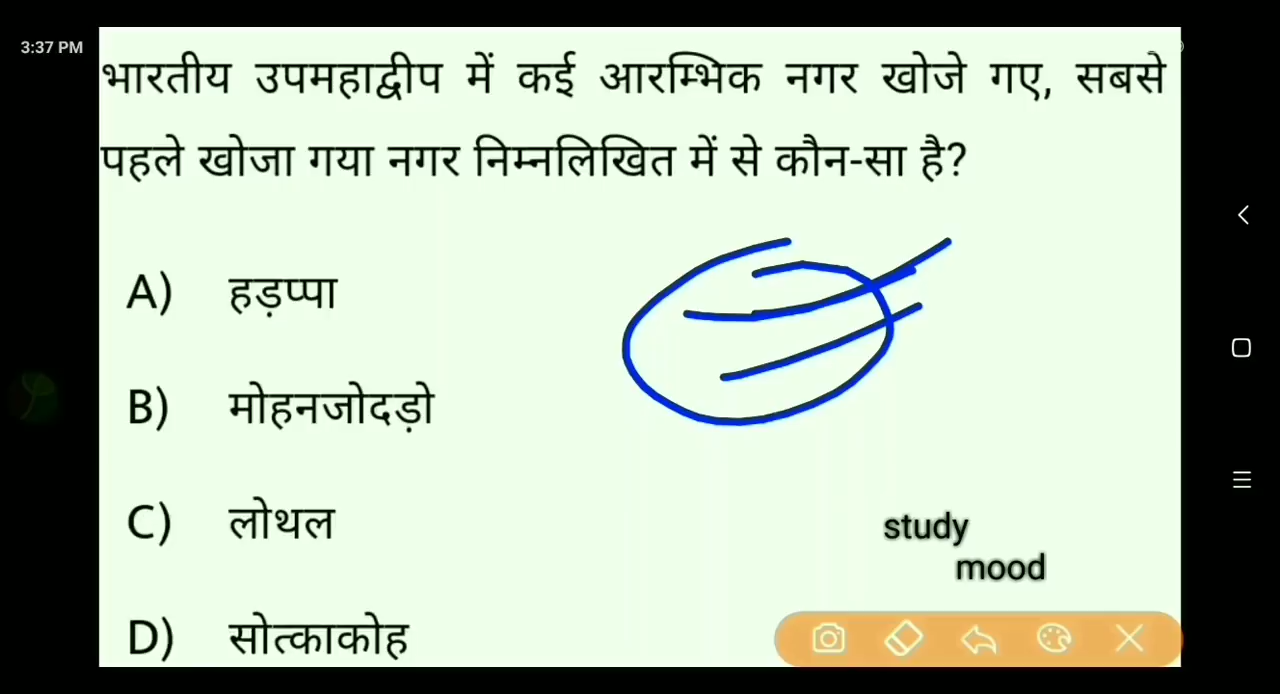 3:37 PM
भारतीय उपमहाद्वीप में कई आरम्भिक नगर खोजे गए, सबसे
पहले खोजा गया नगर निम्नलिखित में से कौन-सा है?
A) हड़प्पा
B) मोहनजोदड़ो
C) लोथल
D) सोत्काकोह
study
mood